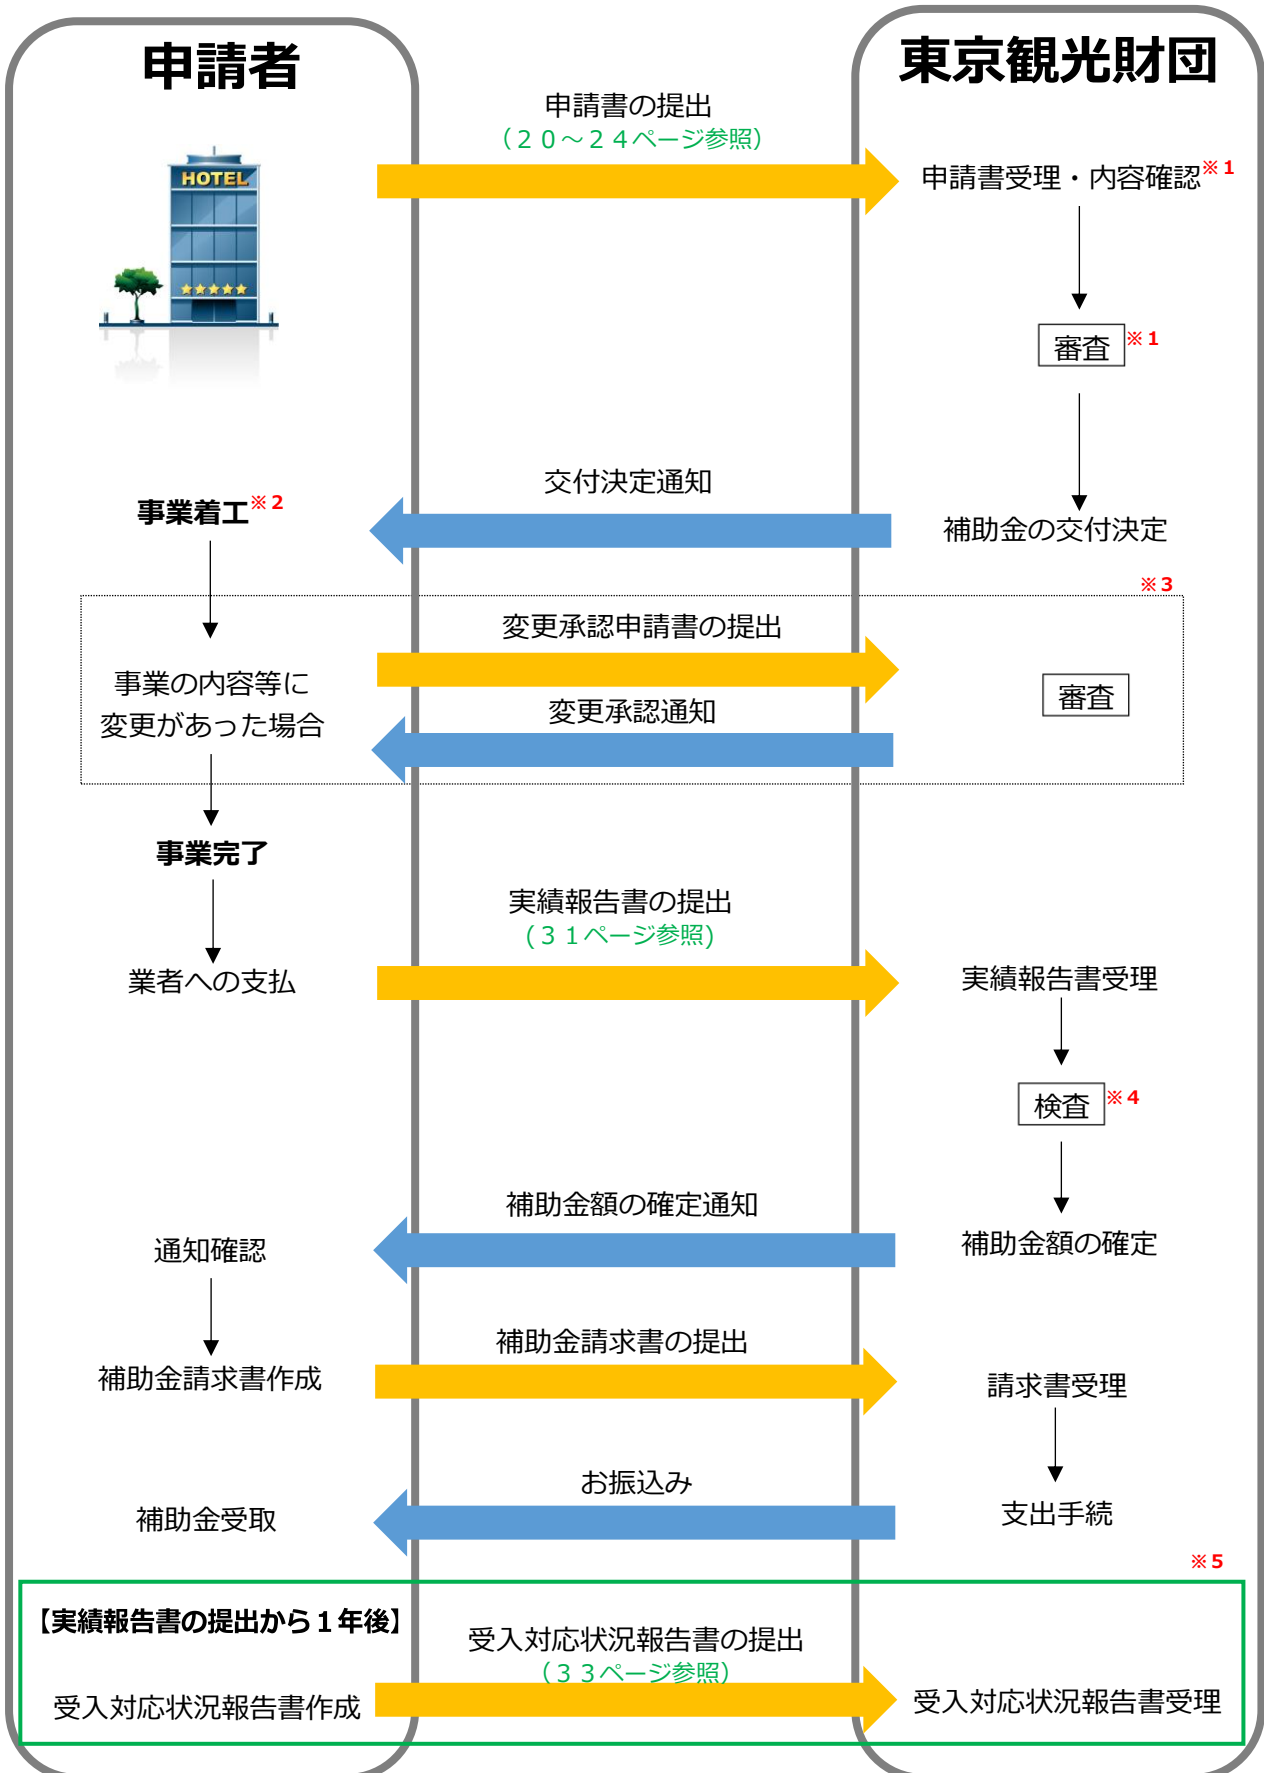 申請者
東京観光財団
申請書の提出
（２０～２４ページ参照）
HOTEL
申請書受理・内容確認※１
審査※１
交付決定通知
事業着工※２
補助金の交付決定
※３
変更承認申請書の提出
事業の内容等に
変更があった場合
審査
変更承認通知
事業完了
実績報告書の提出
(３１ページ参照)
業者への支払
実績報告書受理
検査※４
補助金額の確定通知
通知確認
補助金額の確定
補助金請求書の提出
補助金請求書作成
請求書受理
お振込み
補助金受取
支出手続
※５
【実績報告書の提出から１年後】
受入対応状況報告書の提出
（３３ページ参照）
受入対応状況報告書作成
受入対応状況報告書受理